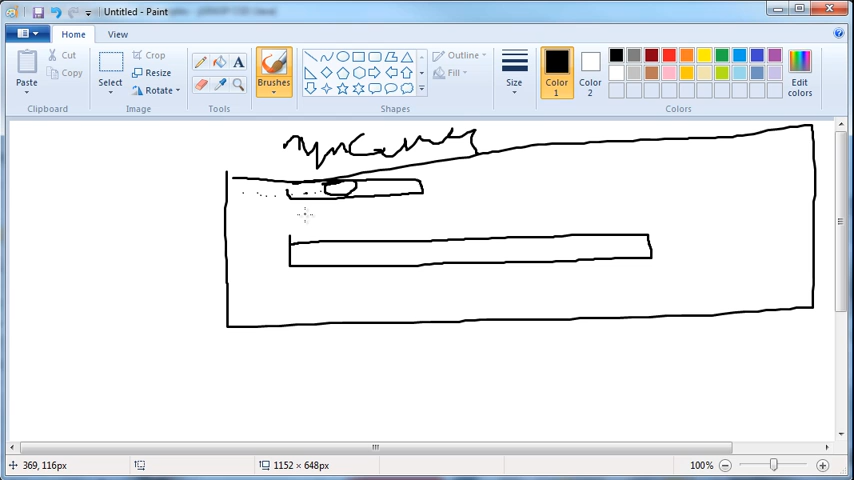 Untitled - Paint
Home
View
Paste
Cut
Copy
Clipboard
Select
Crop
Resize
Rotate
Image
Tools
Brushes
Outline
Fill
Shapes
Size
Color
1
Color
2
Edit
colors
Colors
369, 116px
1152 × 648px
100%